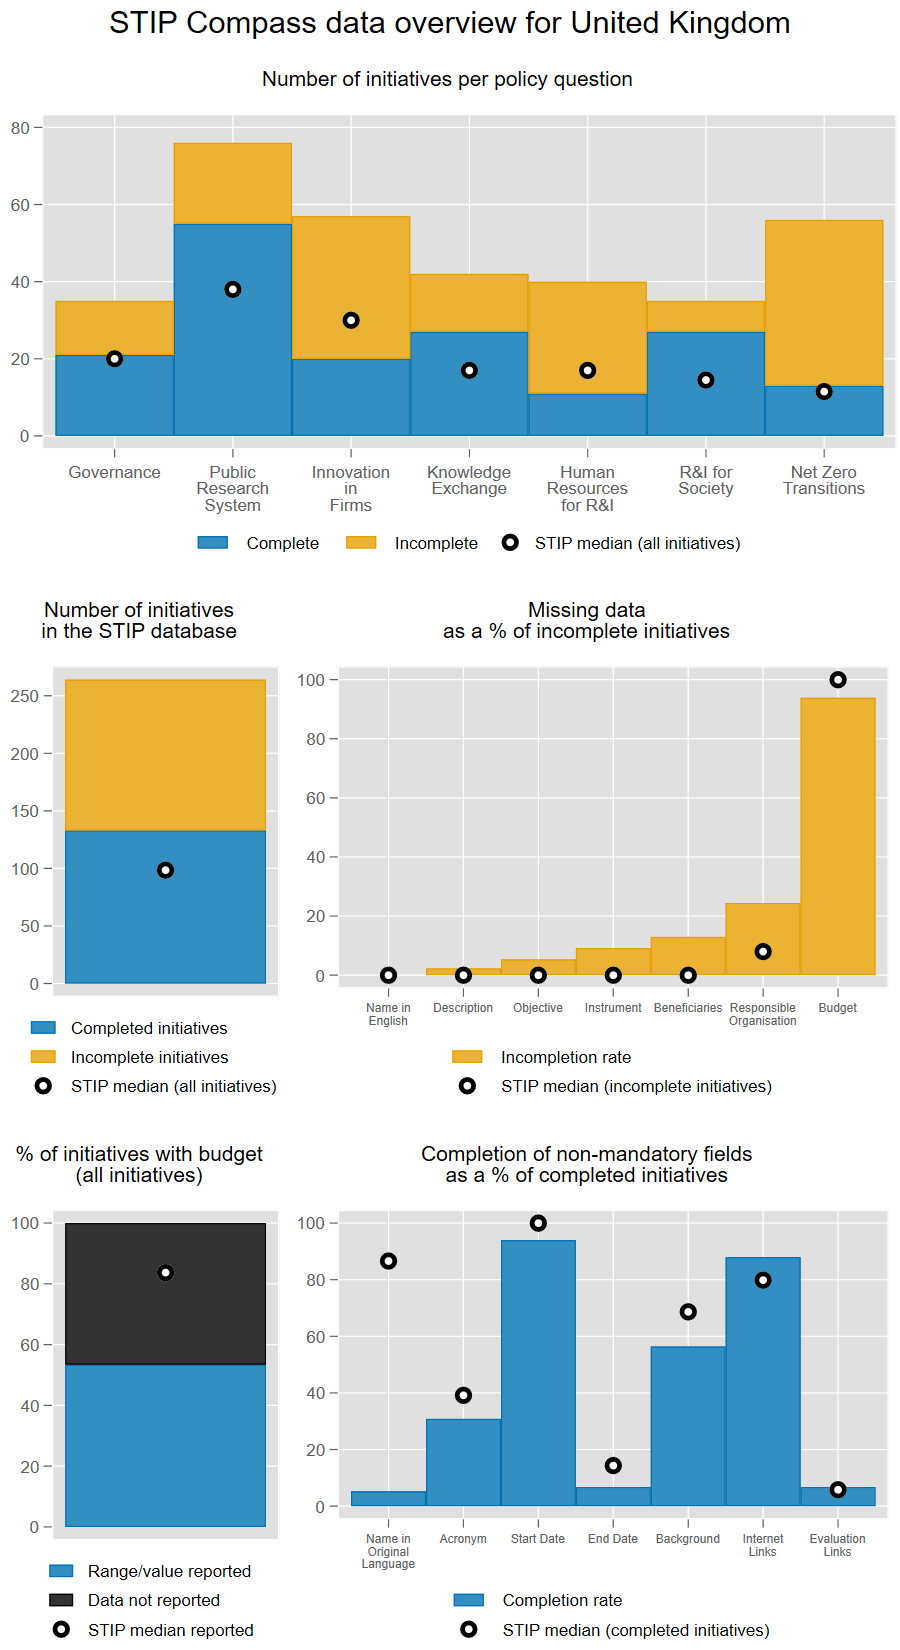 STIP Compass data overview for United Kingdom
Number of initiatives per policy question
80
60
40
20
0
Governance
Public
Research
System
Innovation
in
Firms
Knowledge
Exchange
Human
Resources
for R&I
R&I for
Society
Net Zero
Transitions
Complete
Incomplete
STIP median (all initiatives)
Number of initiatives
in the STIP database
250
200
150
100
50
0
Completed initiatives
Incomplete initiatives
STIP median (all initiatives)
Missing data
as a % of incomplete initiatives
100
80
60
40
20
0
Name in
English
Description
Objective
Instrument
Beneficiaries
Responsible
Organisation
Budget
Incompletion rate
STIP median (incomplete initiatives)
% of initiatives with budget
(all initiatives)
100
80
60
40
20
0
Range/value reported
Data not reported
STIP median reported
Completion of non-mandatory fields
as a % of completed initiatives
100
80
60
40
20
0
Name in
Original
Language
Acronym
Start Date
End Date
Background
Internet
Links
Evaluation
Links
Completion rate
STIP median (completed initiatives)